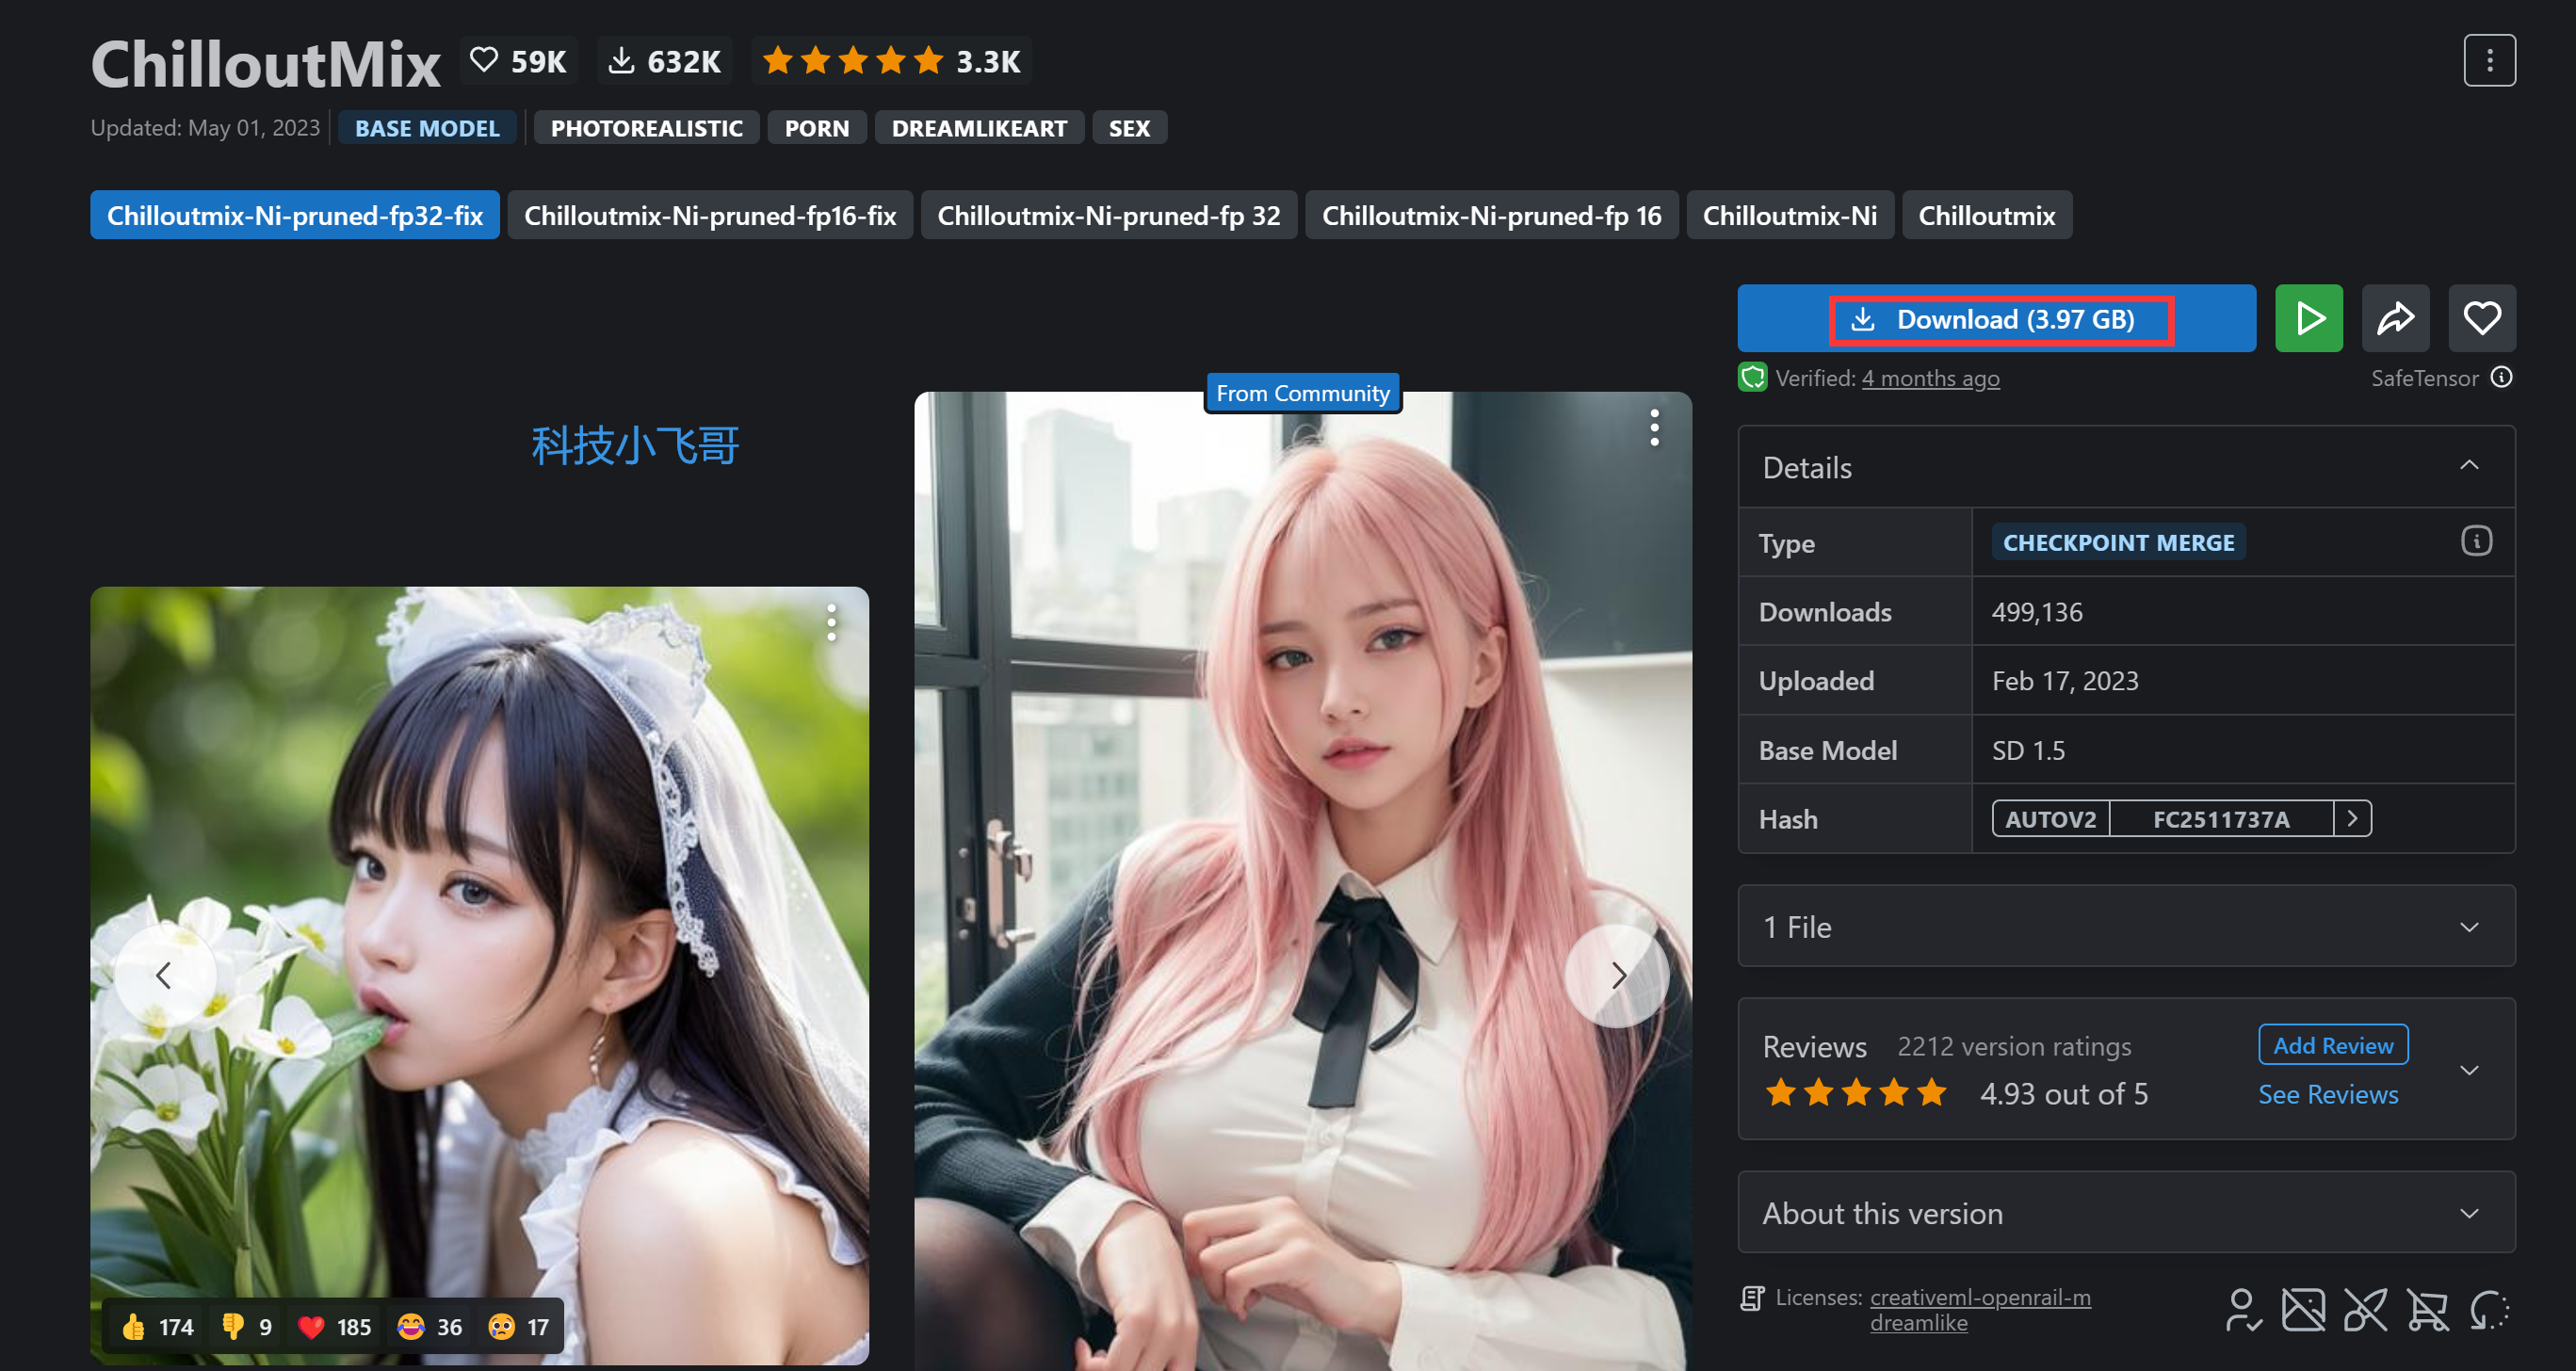 ChilloutMix 59K 632K 3.3K
Updated: May 01, 2023 BASE MODEL PHOTOREALISTIC PORN DREAMLIKEART SEX
Chilloutmix-Ni-pruned-fp32-fix Chilloutmix-Ni-pruned-fp16-fix Chilloutmix-Ni-pruned-fp 32 Chilloutmix-Ni-pruned-fp 16 Chilloutmix-Ni Chilloutmix
Download (3.97 GB)
Verified: 4 months ago SafeTensor
From Community
科技小飞哥
Details
Type CHECKPOINT MERGE
Downloads 499,136
Uploaded Feb 17, 2023
Base Model SD 1.5
Hash AUTOV2 FC2511737A
1 File
Reviews 2212 version ratings Add Review
4.93 out of 5 See Reviews
About this version
Licenses: creativeml-openrail-m
dreamlike
174 9 185 36 17